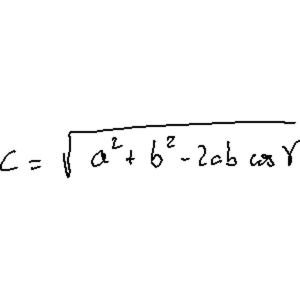 c = √(a² + b² - 2ab cos γ)